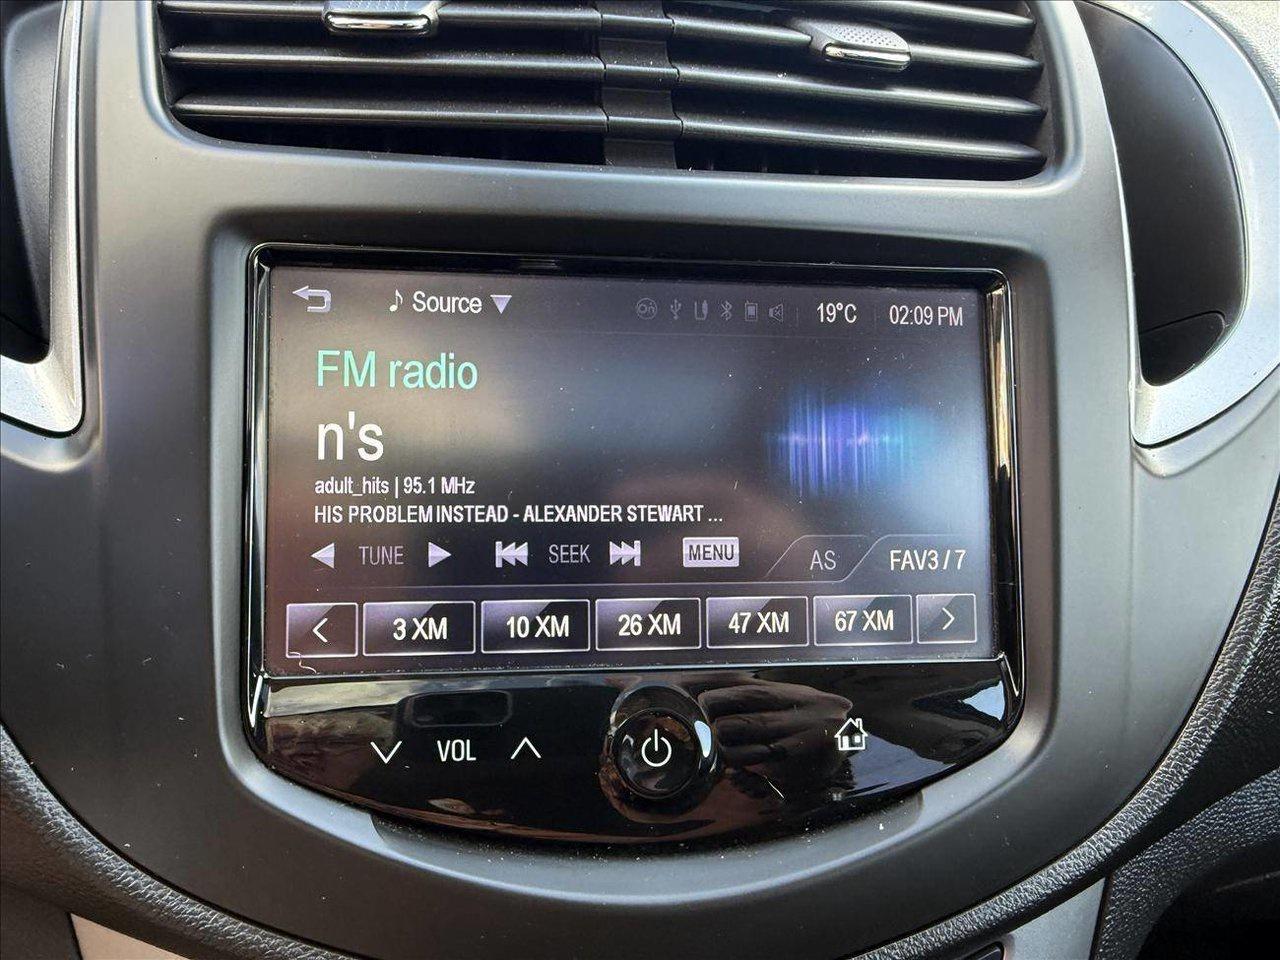 Source 19°C 02:09 PM
FM radio
n's
adult_hits | 95.1 MHz
HIS PROBLEM INSTEAD - ALEXANDER STEWART ...
TUNE SEEK MENU AS FAV3 / 7
< 3 XM 10 XM 26 XM 47 XM 67 XM >
VOL